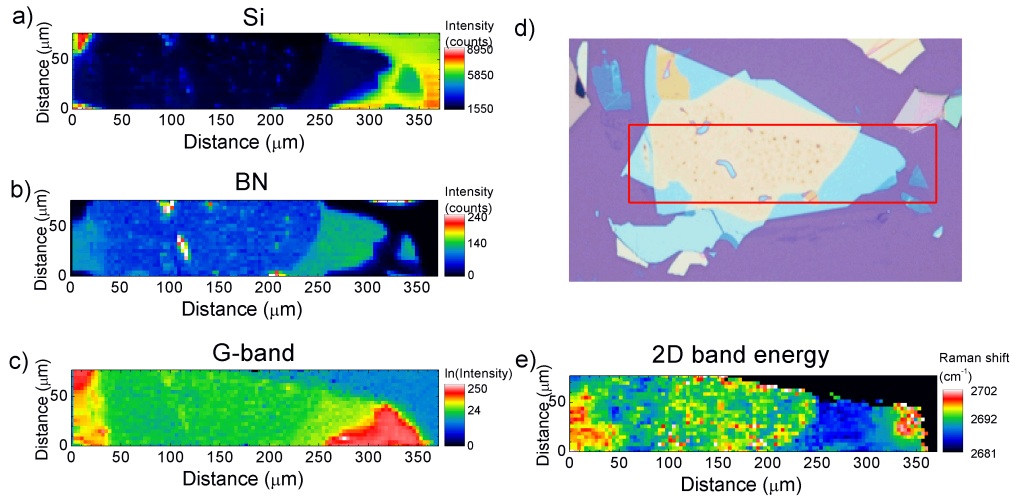 a)
Si
Intensity
(counts)
8950
5850
1550
Distance (μm)
50
0
0 50 100 150 200 250 300 350
Distance (μm)
b)
BN
Intensity
(counts)
240
140
0
Distance (μm)
50
0
0 50 100 150 200 250 300 350
Distance (μm)
c)
G-band
ln(Intensity)
250
24
0
Distance (μm)
50
0
0 50 100 150 200 250 300 350
Distance (μm)
d)
e)
2D band energy
Raman shift
(cm⁻¹)
2702
2692
2681
Distance (μm)
50
0
0 50 100 150 200 250 300 350
Distance (μm)